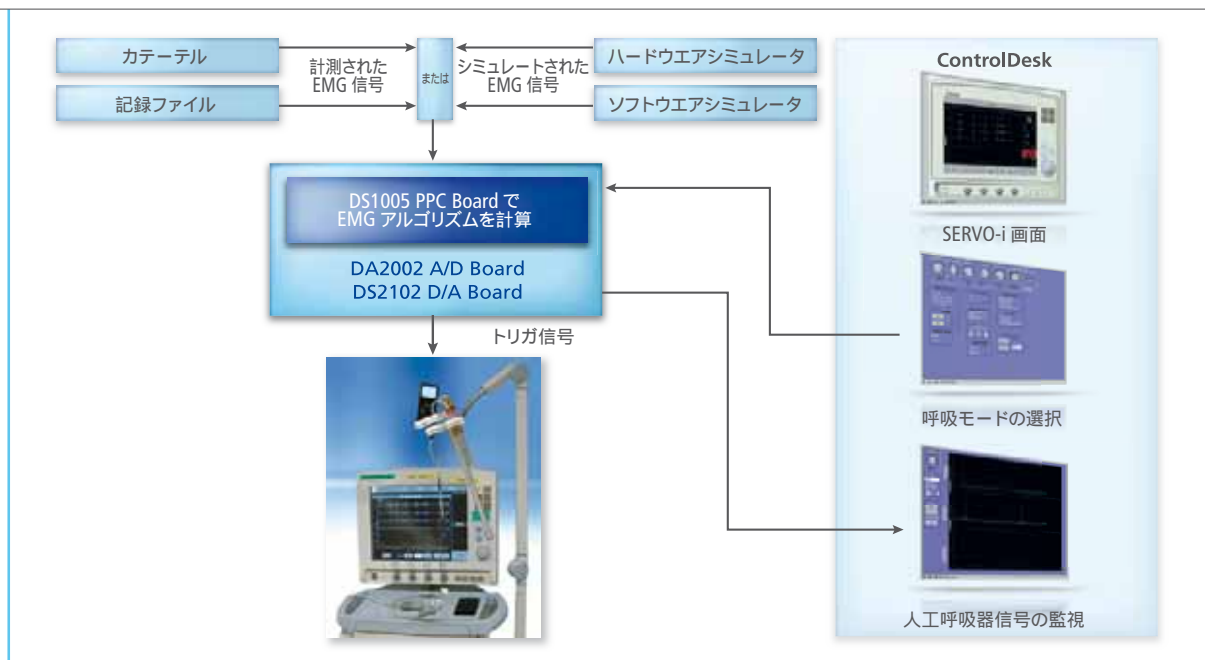 カテーテル
記録ファイル
計測された
EMG 信号
または
シミュレートされた
EMG 信号
ハードウエアシミュレータ
ソフトウエアシミュレータ
DS1005 PPC Board で
EMG アルゴリズムを計算
DA2002 A/D Board
DS2102 D/A Board
トリガ信号
ControlDesk
SERVO-i 画面
呼吸モードの選択
人工呼吸器信号の監視